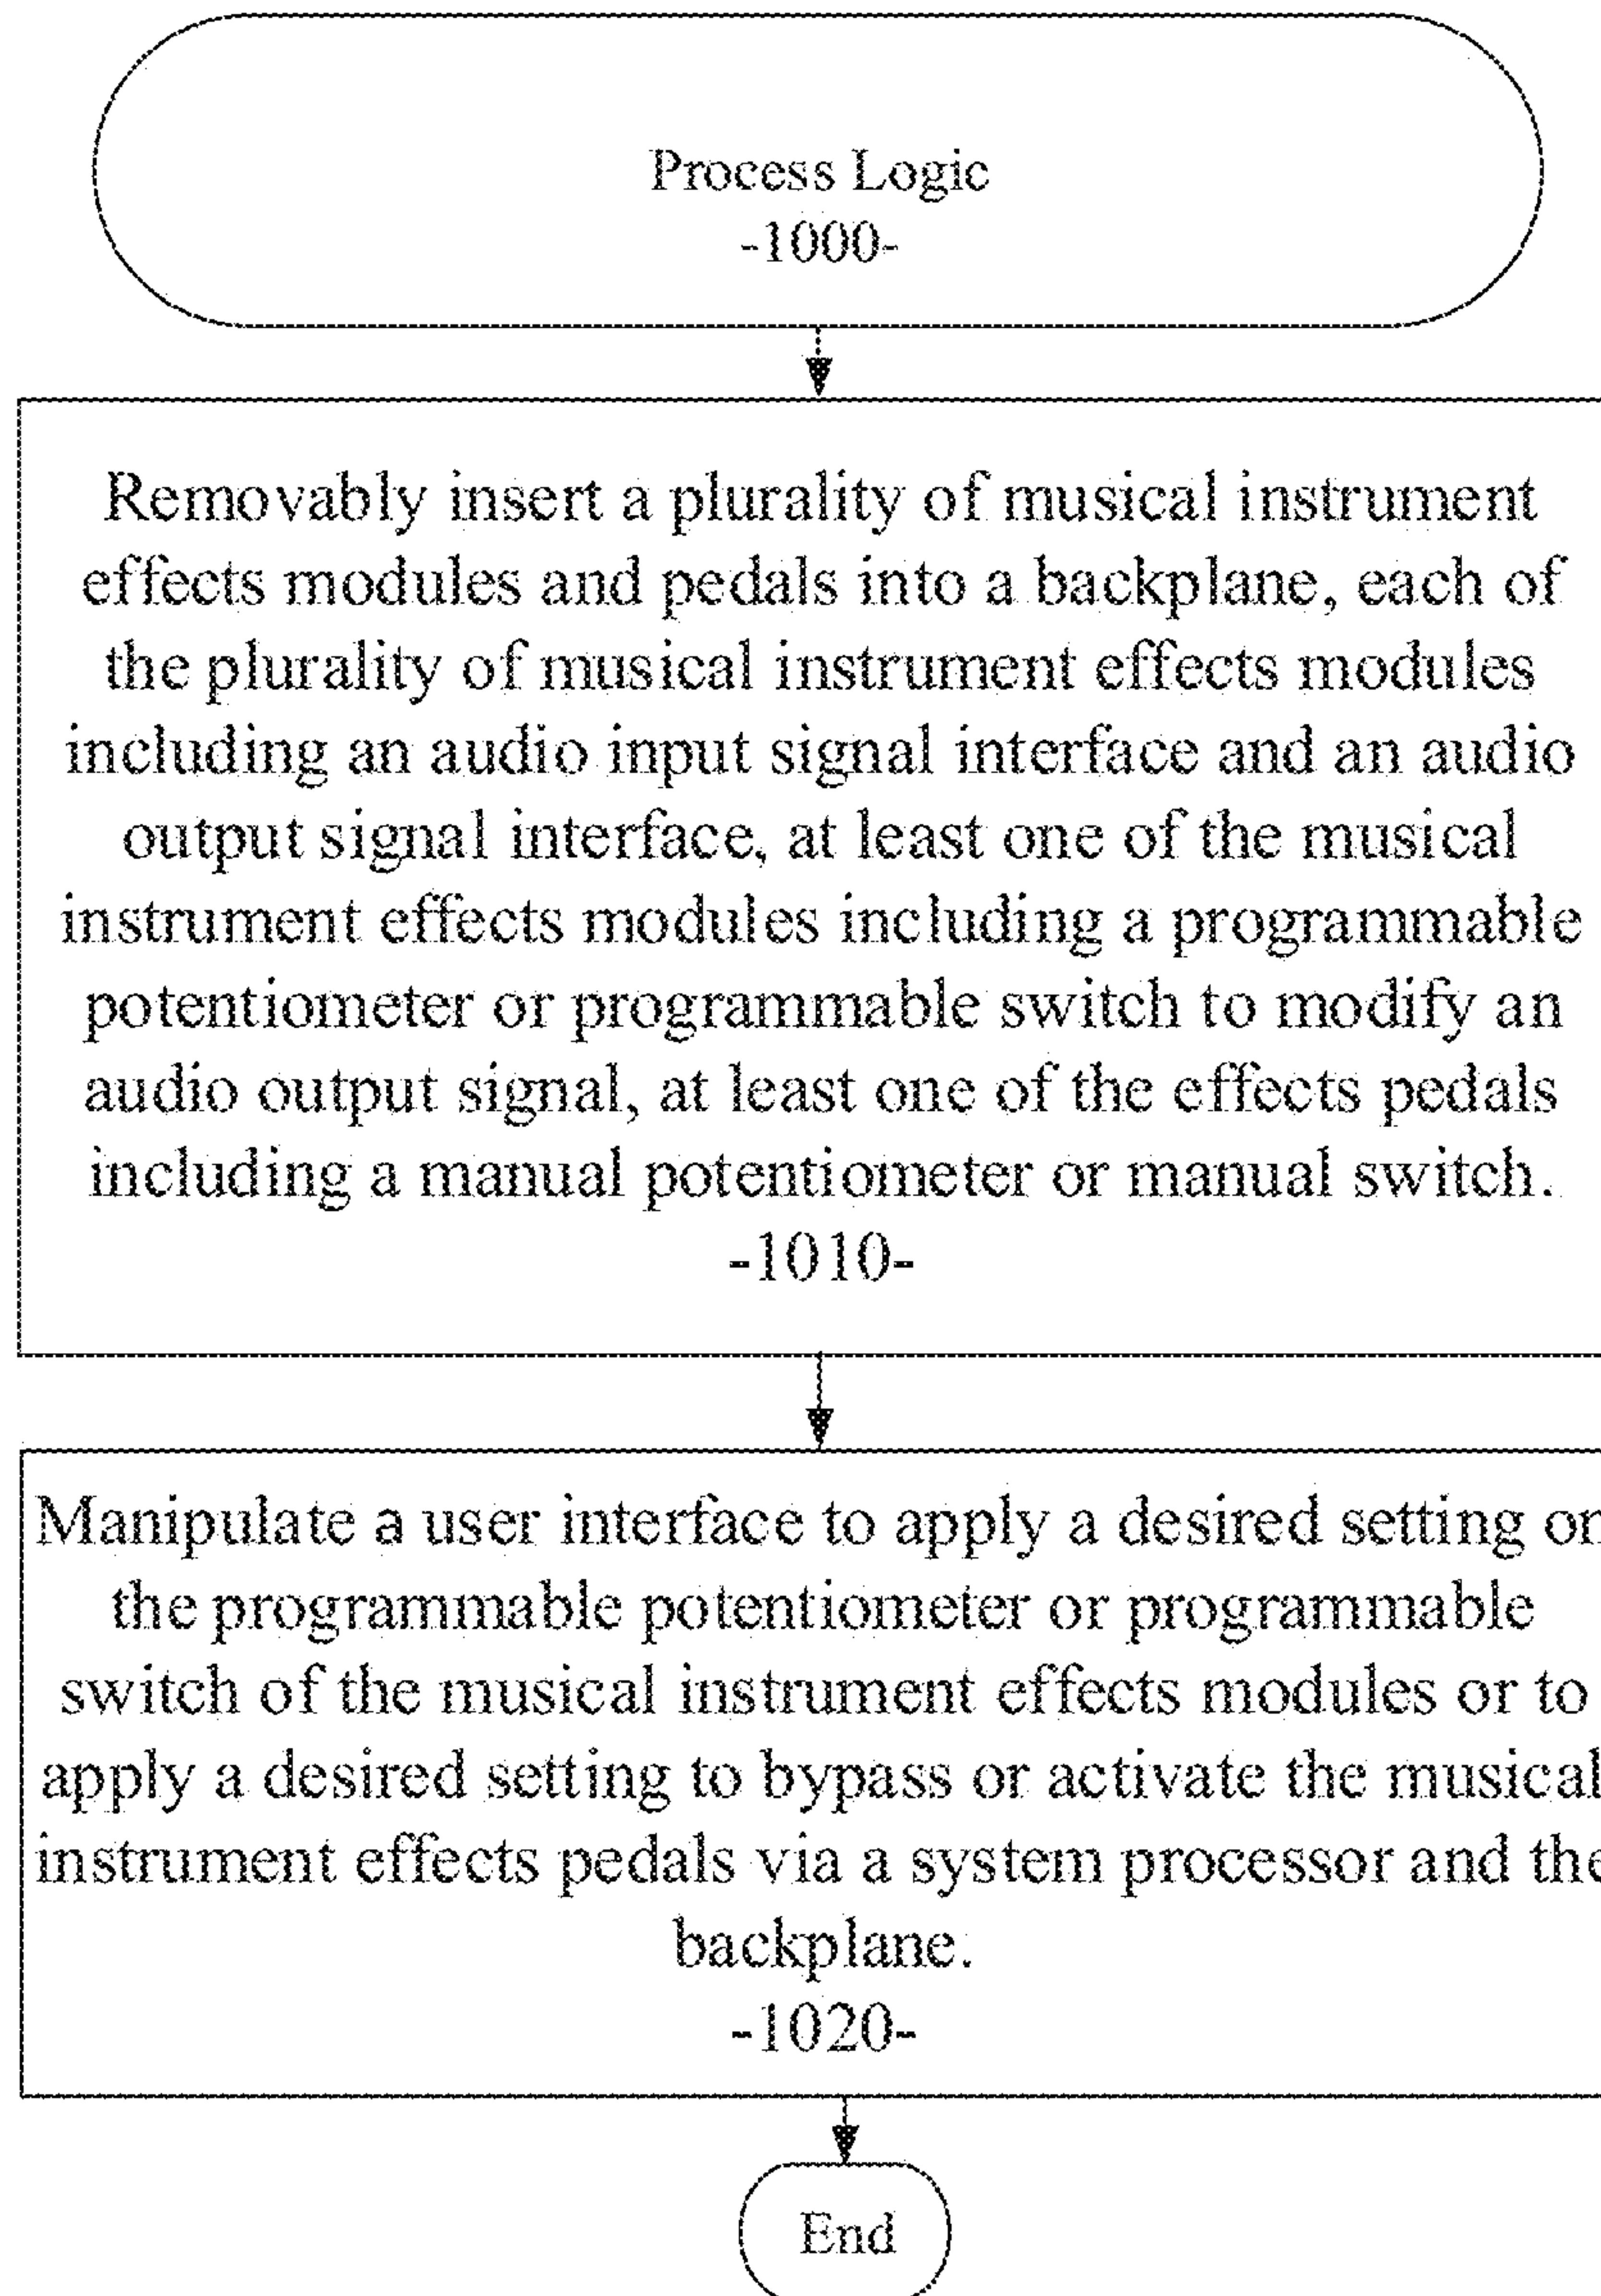 Process Logic
-1000-
Removably insert a plurality of musical instrument
effects modules and pedals into a backplane, each of
the plurality of musical instrument effects modules
including an audio input signal interface and an audio
output signal interface, at least one of the musical
instrument effects modules including a programmable
potentiometer or programmable switch to modify an
audio output signal, at least one of the effects pedals
including a manual potentiometer or manual switch.
-1010-
Manipulate a user interface to apply a desired setting on
the programmable potentiometer or programmable
switch of the musical instrument effects modules or to
apply a desired setting to bypass or activate the musical
instrument effects pedals via a system processor and the
backplane.
-1020-
End